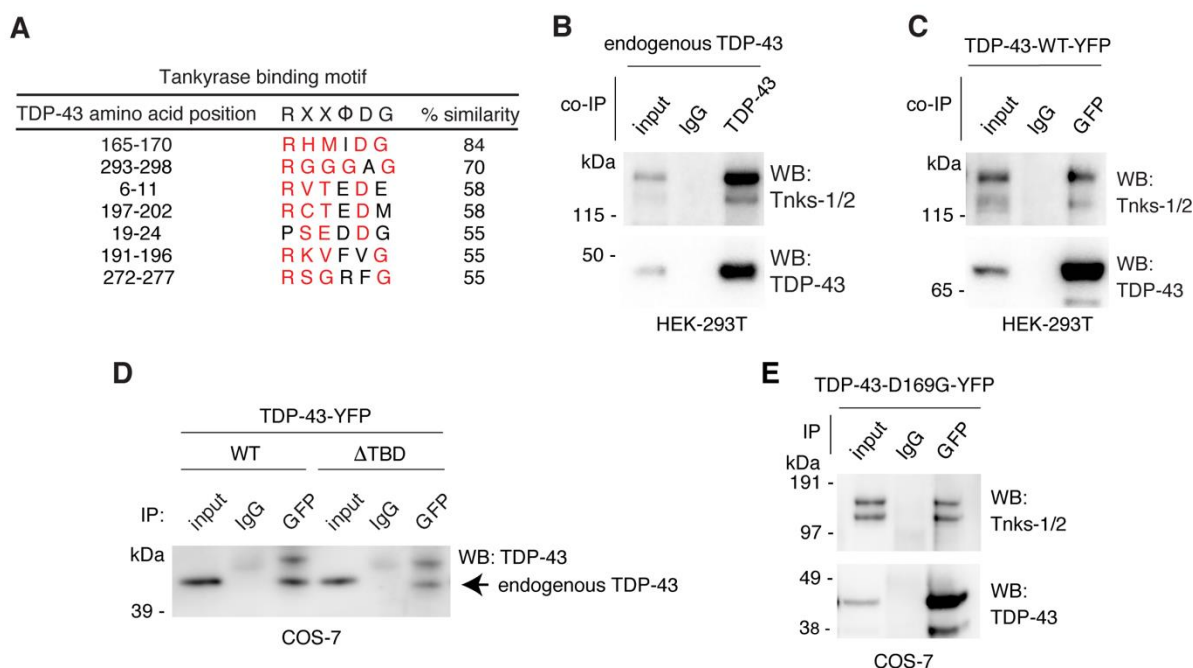 A
Tankyrase binding motif
TDP-43 amino acid position R X X Φ D G % similarity
165-170 R H M I D G 84
293-298 R G G G A G 70
6-11 R V T E D E 58
197-202 R C T E D M 58
19-24 P S E D D G 55
191-196 R K V F V G 55
272-277 R S G R F G 55
B
endogenous TDP-43
co-IP input IgG TDP-43
kDa
WB:
Tnks-1/2
115 -
50 -
WB:
TDP-43
HEK-293T
C
TDP-43-WT-YFP
co-IP input IgG GFP
kDa
WB:
Tnks-1/2
115 -
WB:
TDP-43
65 -
HEK-293T
D
TDP-43-YFP
WT ΔTBD
IP: input IgG GFP input IgG GFP
kDa
WB: TDP-43
endogenous TDP-43
39 -
COS-7
E
TDP-43-D169G-YFP
IP input IgG GFP
kDa
191 -
WB:
Tnks-1/2
97 -
49 -
WB:
TDP-43
38 -
COS-7